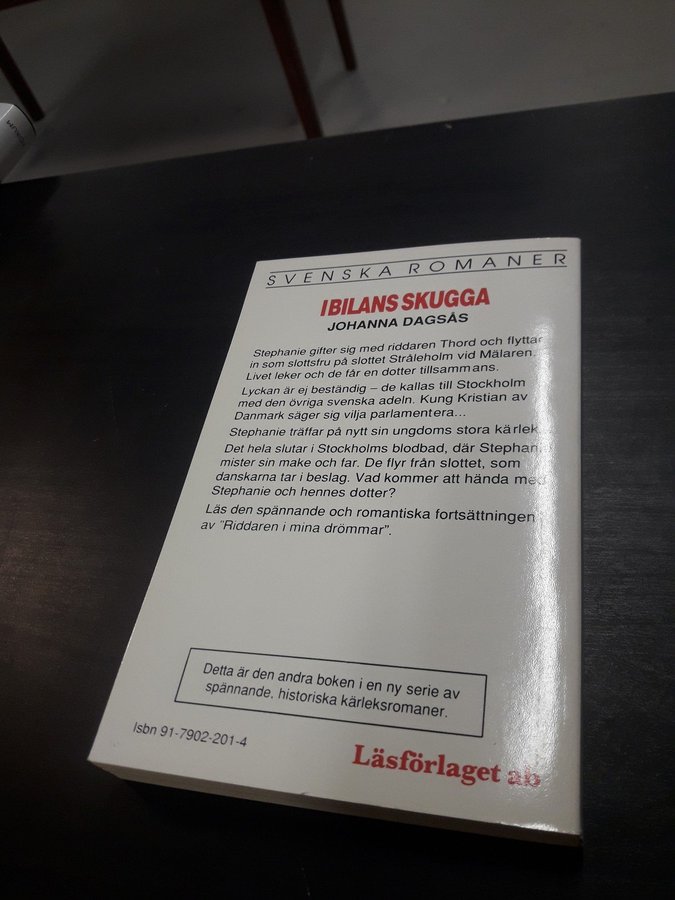 SVENSKA ROMANER
I BILANS SKUGGA
JOHANNA DAGSÅS
Stephanie gifter sig med riddaren Thord och flyttar
in som slottsfru på slottet Stråleholm vid Mälaren.
Livet leker och de får en dotter tillsammans.
Lyckan är ej beständig – de kallas till Stockholm
med den övriga svenska adeln. Kung Kristian av
Danmark säger sig vilja parlamentera...
Stephanie träffar på nytt sin ungdoms stora kärlek.
Det hela slutar i Stockholms blodbad, där Stephanie
mister sin make och far. De flyr från slottet, som
danskarna tar i beslag. Vad kommer att hända med
Stephanie och hennes dotter?
Läs den spännande och romantiska fortsättningen
av "Riddaren i mina drömmar".
Detta är den andra boken i en ny serie av
spännande, historiska kärleksromaner.
Isbn 91-7902-201-4
Läsförlaget ab